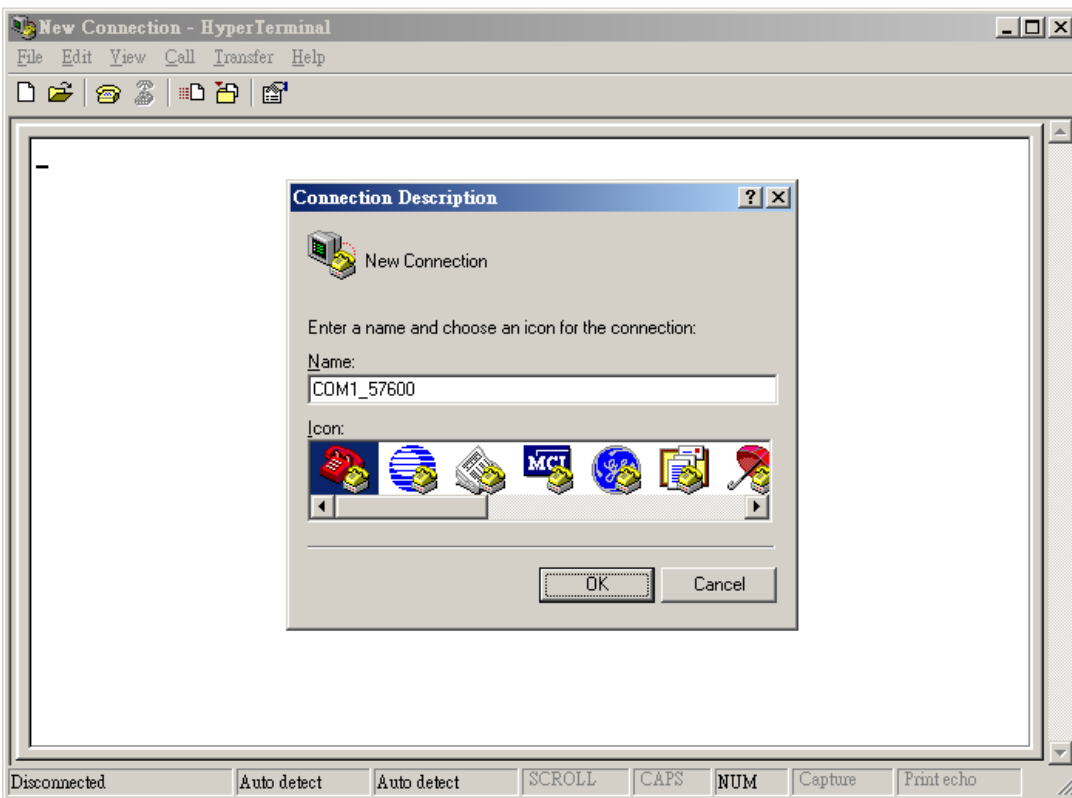 New Connection - HyperTerminal
File Edit View Call Transfer Help
Connection Description
New Connection
Enter a name and choose an icon for the connection:
Name:
COM1_57600
Icon:
MCI
OK Cancel
Disconnected Auto detect Auto detect SCROLL CAPS NUM Capture Print echo